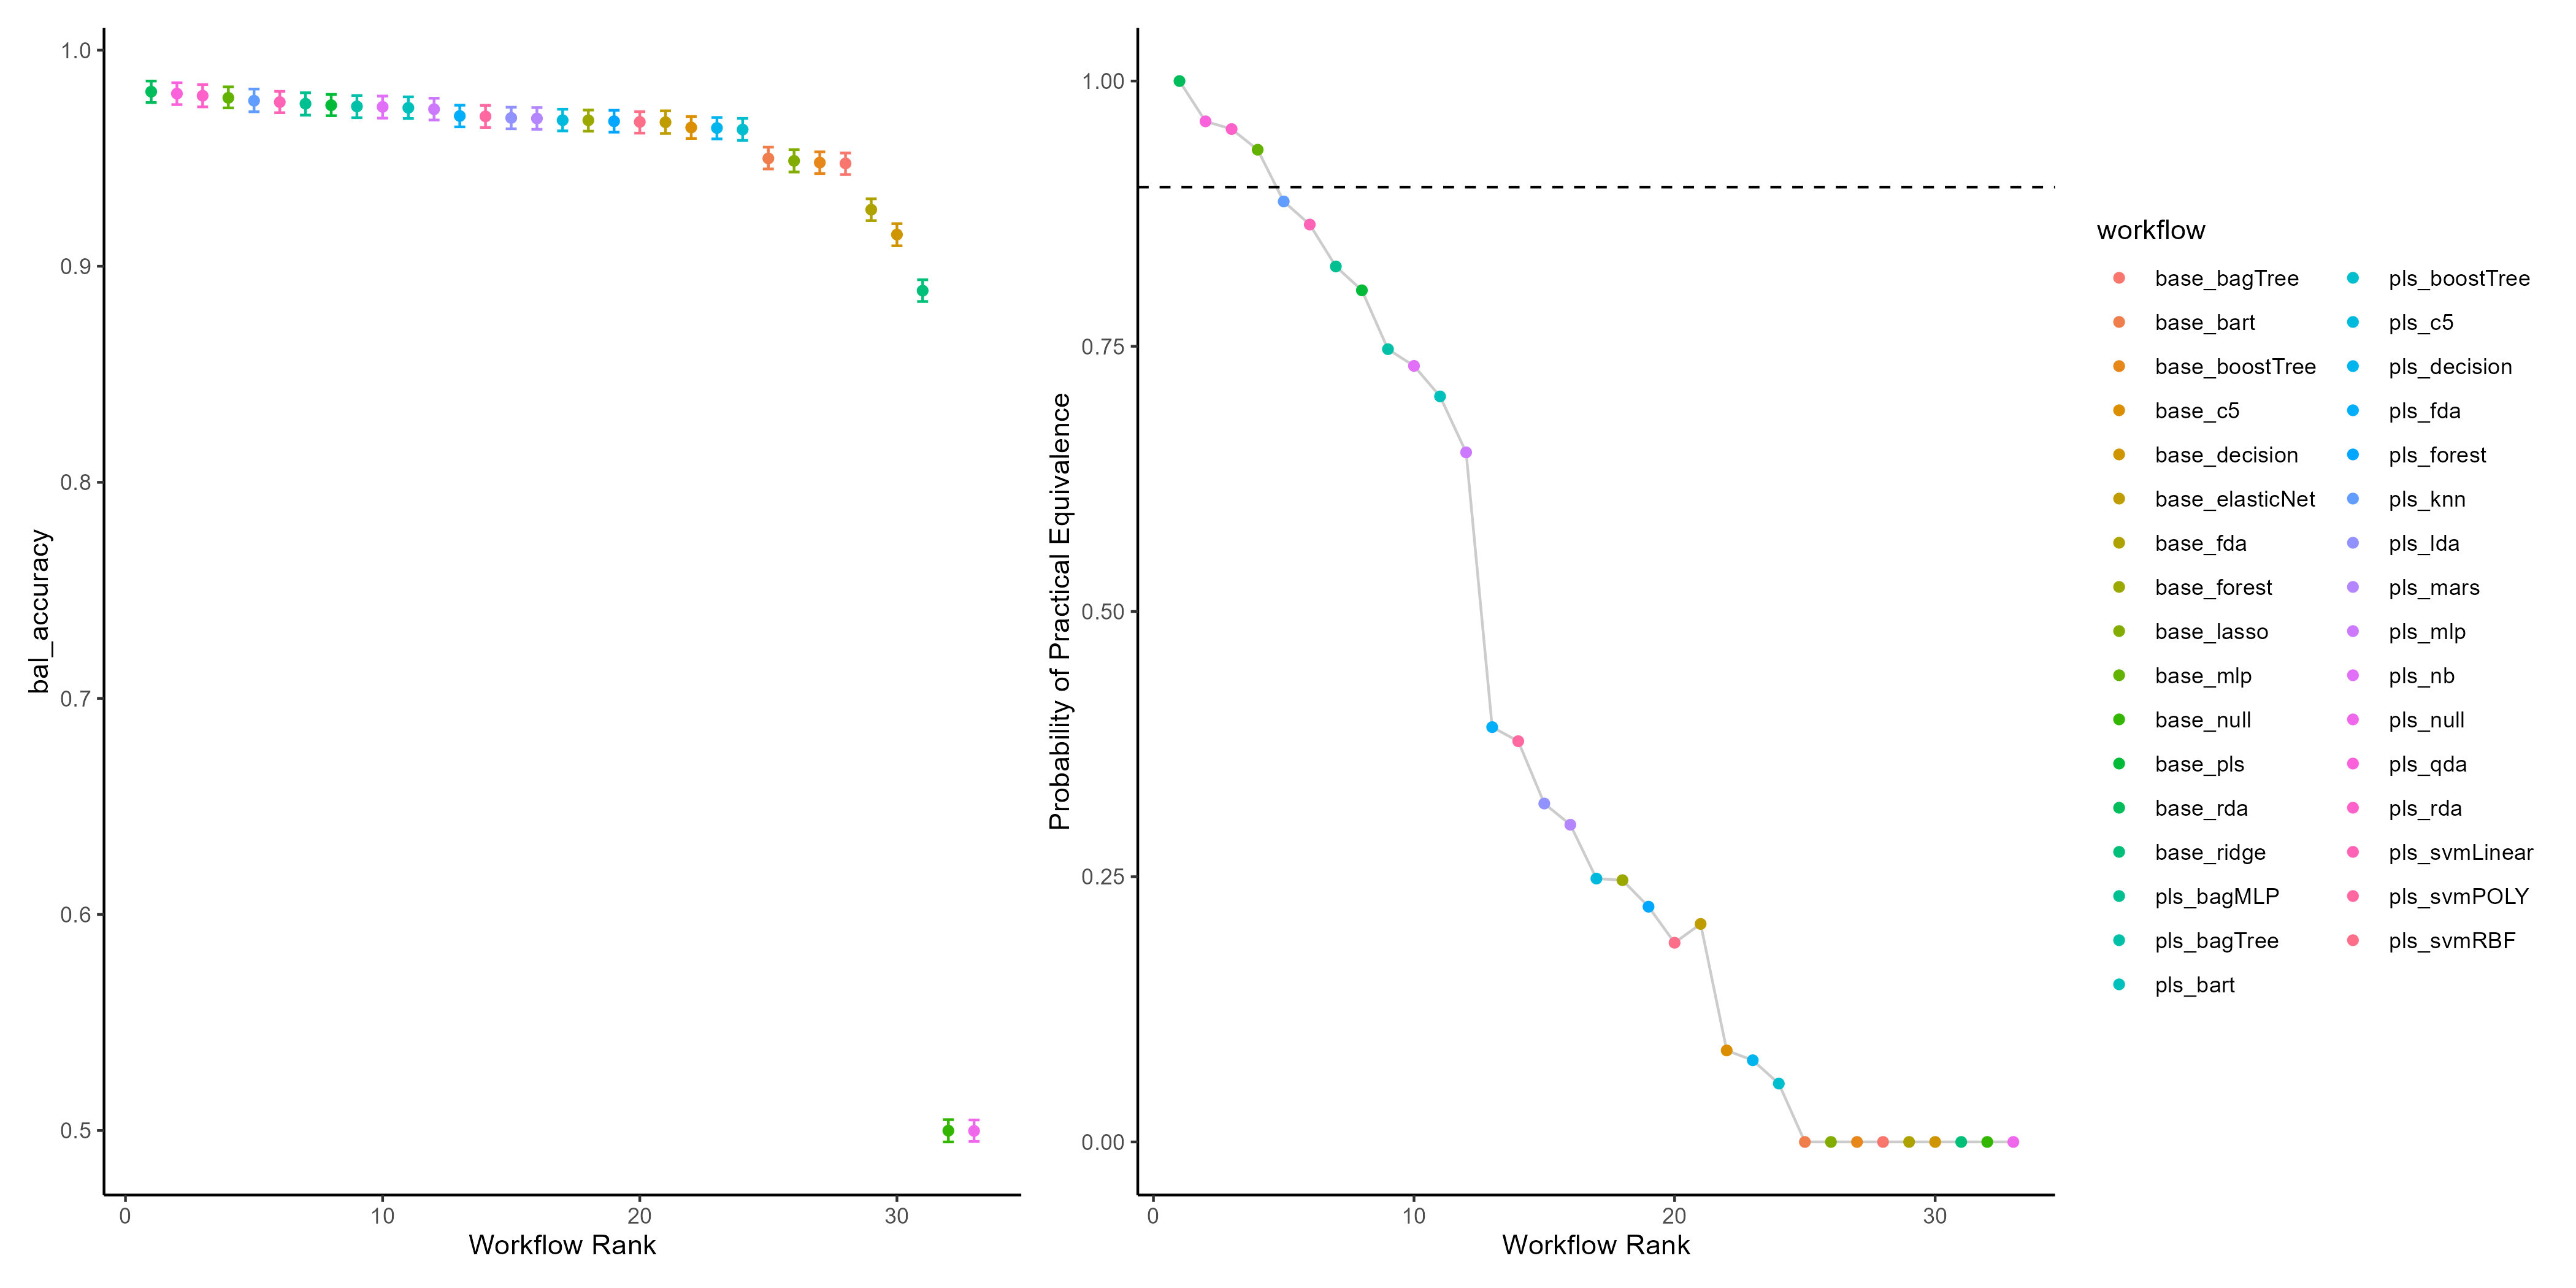 bal_accuracy
1.0
0.9
0.8
0.7
0.6
0.5
0
10
20
30
Workflow Rank
Probability of Practical Equivalence
1.00
0.75
0.50
0.25
0.00
0
10
20
30
Workflow Rank
workflow
base_bagTree
base_bart
base_boostTree
base_c5
base_decision
base_elasticNet
base_fda
base_forest
base_lasso
base_mlp
base_null
base_pls
base_rda
base_ridge
pls_bagMLP
pls_bagTree
pls_bart
pls_boostTree
pls_c5
pls_decision
pls_fda
pls_forest
pls_knn
pls_lda
pls_mars
pls_mlp
pls_nb
pls_null
pls_qda
pls_rda
pls_svmLinear
pls_svmPOLY
pls_svmRBF